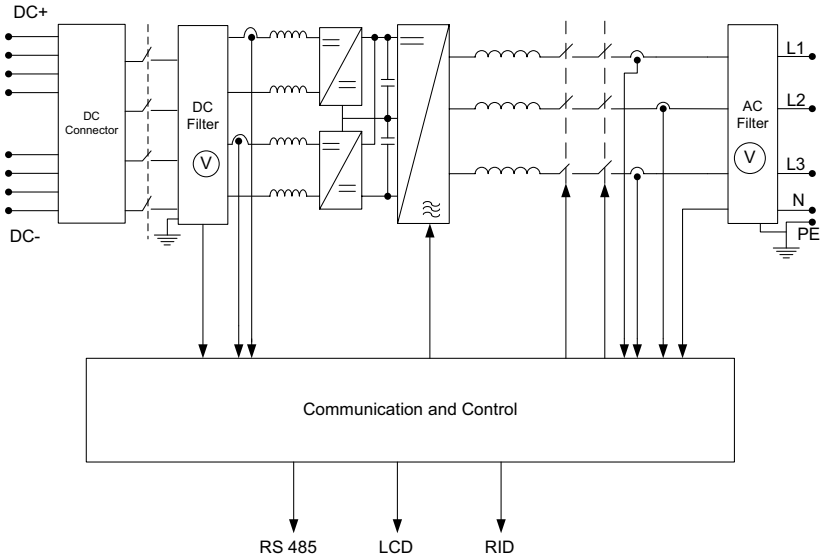 DC+
DC
Connector
DC-
DC
Filter
V
AC
Filter
V
L1
L2
L3
N
PE
Communication and Control
RS 485
LCD
RID